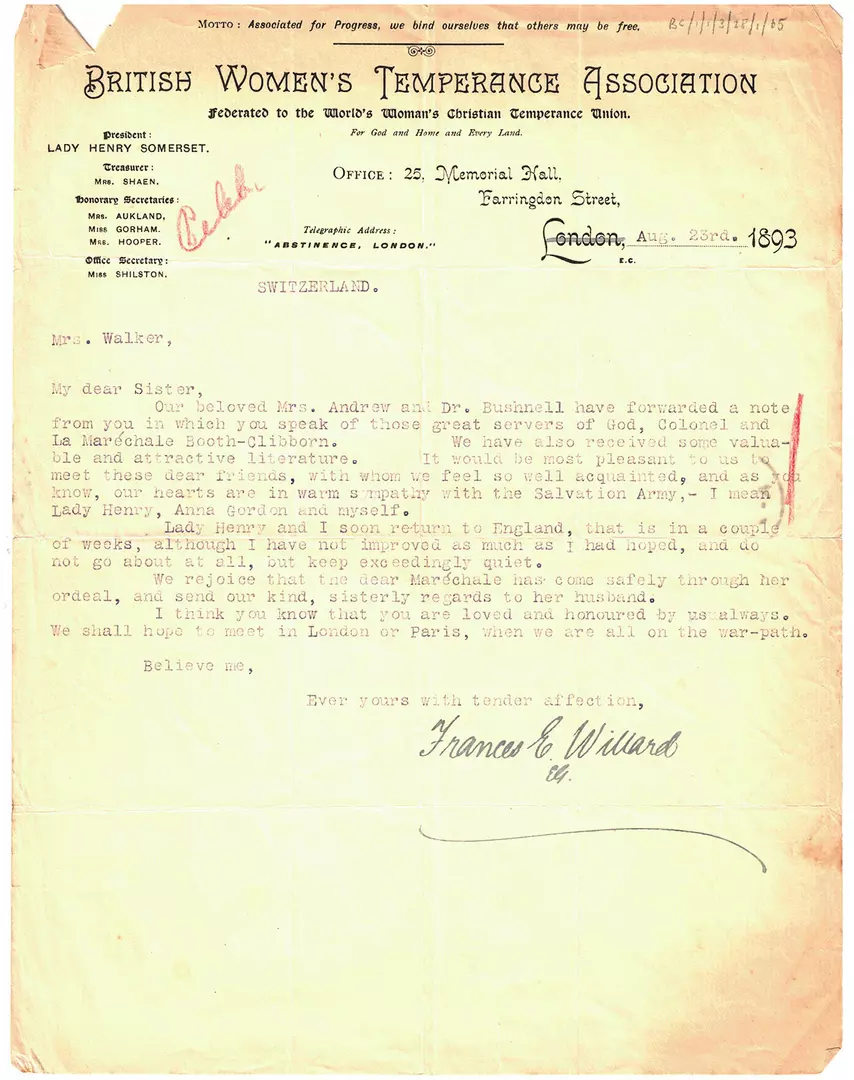 MOTTO: Associated for Progress, we bind ourselves that others may be free.
BC/1/1/3/28/1/65
BRITISH WOMEN'S TEMPERANCE ASSOCIATION
Federated to the World's Woman's Christian Temperance Union.
For God and Home and Every Land.
President:
LADY HENRY SOMERSET.
Treasurer:
MRS. SHAEN.
Honorary Secretaries:
MRS. AUKLAND,
MISS GORHAM.
MRS. HOOPER.
Office Secretary:
MISS SHILSTON.
Celeb.
OFFICE: 25, Memorial Hall,
Farringdon Street,
Telegraphic Address:
"ABSTINENCE, LONDON."
London, Aug. 23rd. 1893
E.C.
SWITZERLAND.
Mrs. Walker,
My dear Sister,
Our beloved Mrs. Andrew and Dr. Bushnell have forwarded a note
from you in which you speak of those great servers of God, Colonel and
La Maréchale Booth-Clibborn. We have also received some valua-
ble and attractive literature. It would be most pleasant to us to
meet these dear friends, with whom we feel so well acquainted, and as you
know, our hearts are in warm sympathy with the Salvation Army,- I mean
Lady Henry, Anna Gordon and myself.
Lady Henry and I soon return to England, that is in a couple
of weeks, although I have not improved as much as I had hoped, and do
not go about at all, but keep exceedingly quiet.
We rejoice that the dear Maréchale has come safely through her
ordeal, and send our kind, sisterly regards to her husband.
I think you know that you are loved and honoured by us always.
We shall hope to meet in London or Paris, when we are all on the war-path.
Believe me,
Ever yours with tender affection,
Frances E. Willard